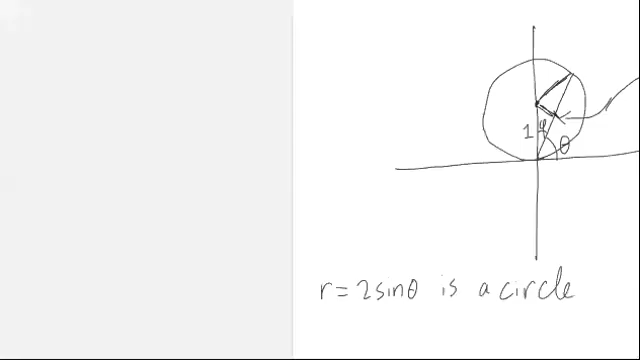 1 φ θ
r = 2sinθ is a circle